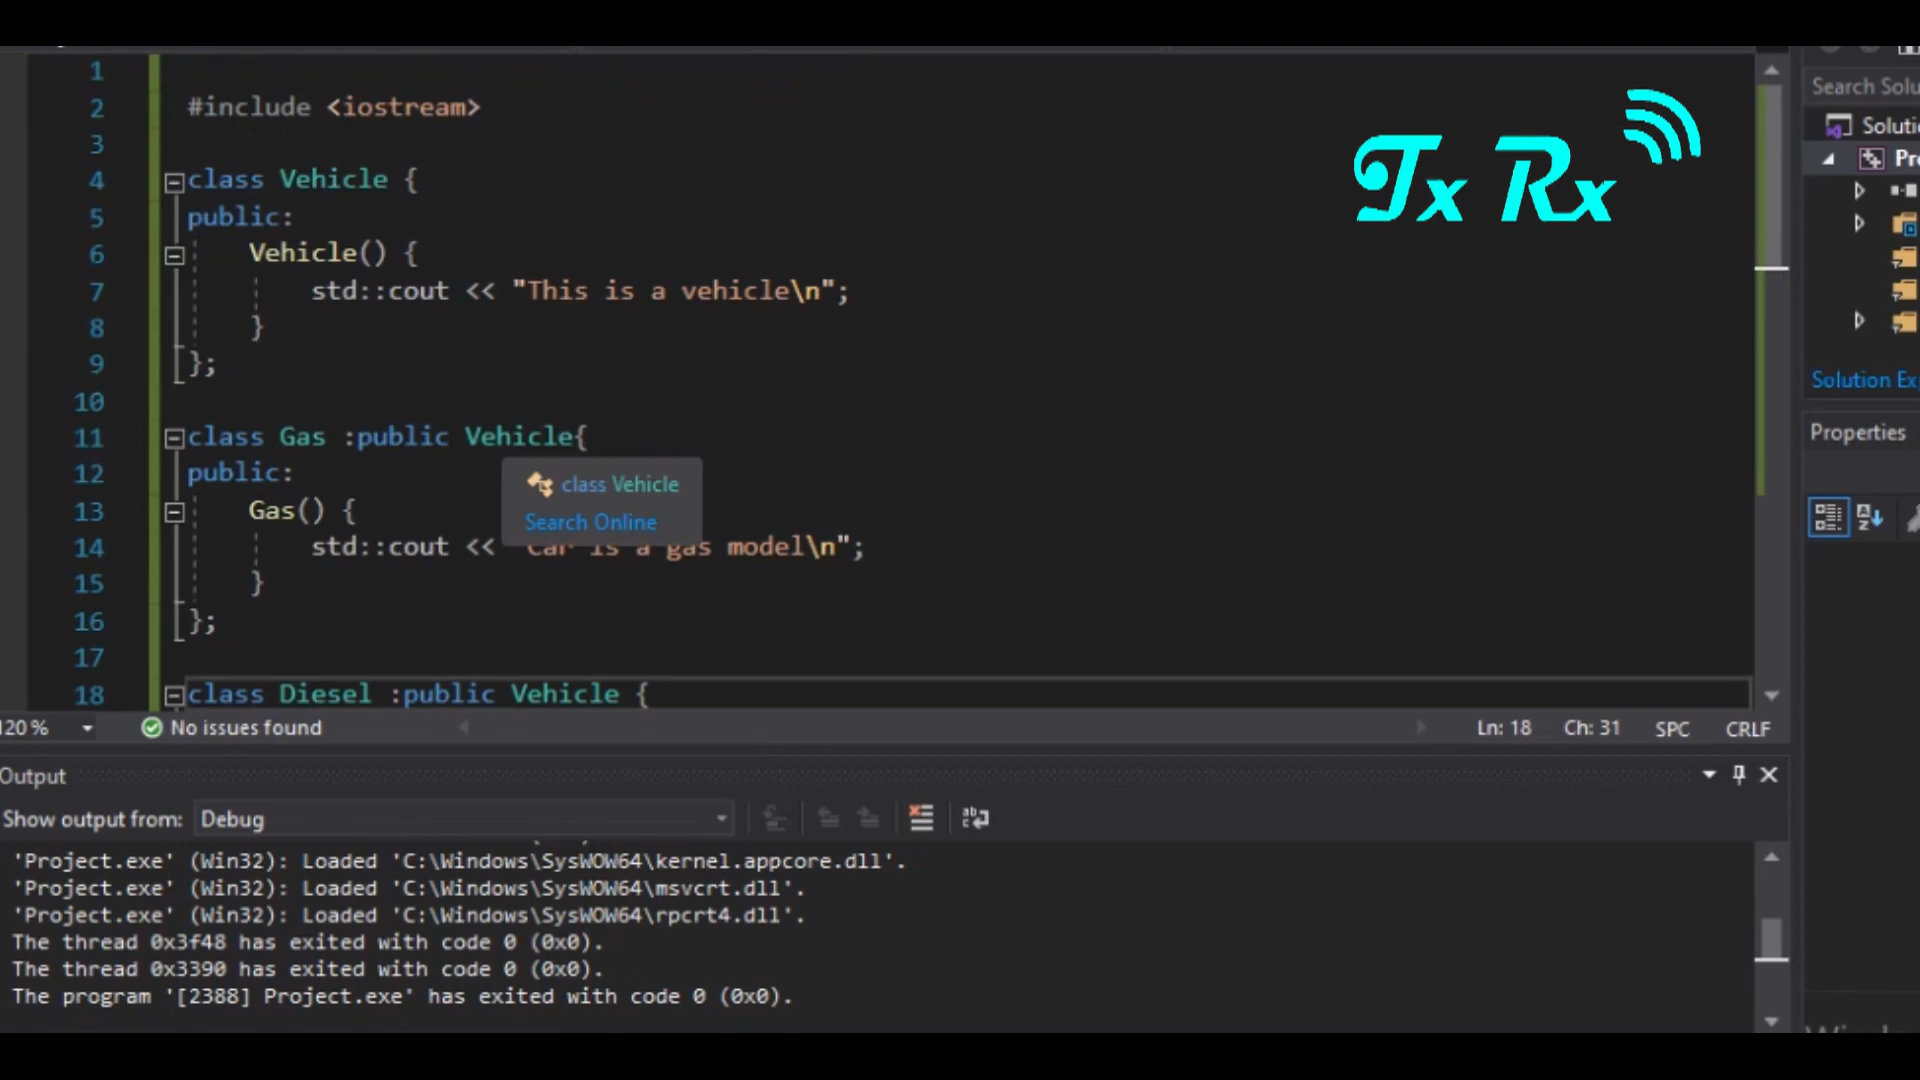 Tx Rx
1
2 #include <iostream>
3
4 class Vehicle {
5 public:
6 Vehicle() {
7 std::cout << "This is a vehicle\n";
8 }
9 };
10
11 class Gas :public Vehicle{
12 public:
class Vehicle
13 Gas() {
Search Online
14 std::cout << "Car is a gas model\n";
15 }
16 };
17
18 class Diesel :public Vehicle {
120 % No issues found Ln: 18 Ch: 31 SPC CRLF
Output
Show output from: Debug
'Project.exe' (Win32): Loaded 'C:\Windows\SysWOW64\kernel.appcore.dll'.
'Project.exe' (Win32): Loaded 'C:\Windows\SysWOW64\msvcrt.dll'.
'Project.exe' (Win32): Loaded 'C:\Windows\SysWOW64\rpcrt4.dll'.
The thread 0x3f48 has exited with code 0 (0x0).
The thread 0x3390 has exited with code 0 (0x0).
The program '[2388] Project.exe' has exited with code 0 (0x0).
Search Solu
Soluti
Pr
Solution Ex
Properties